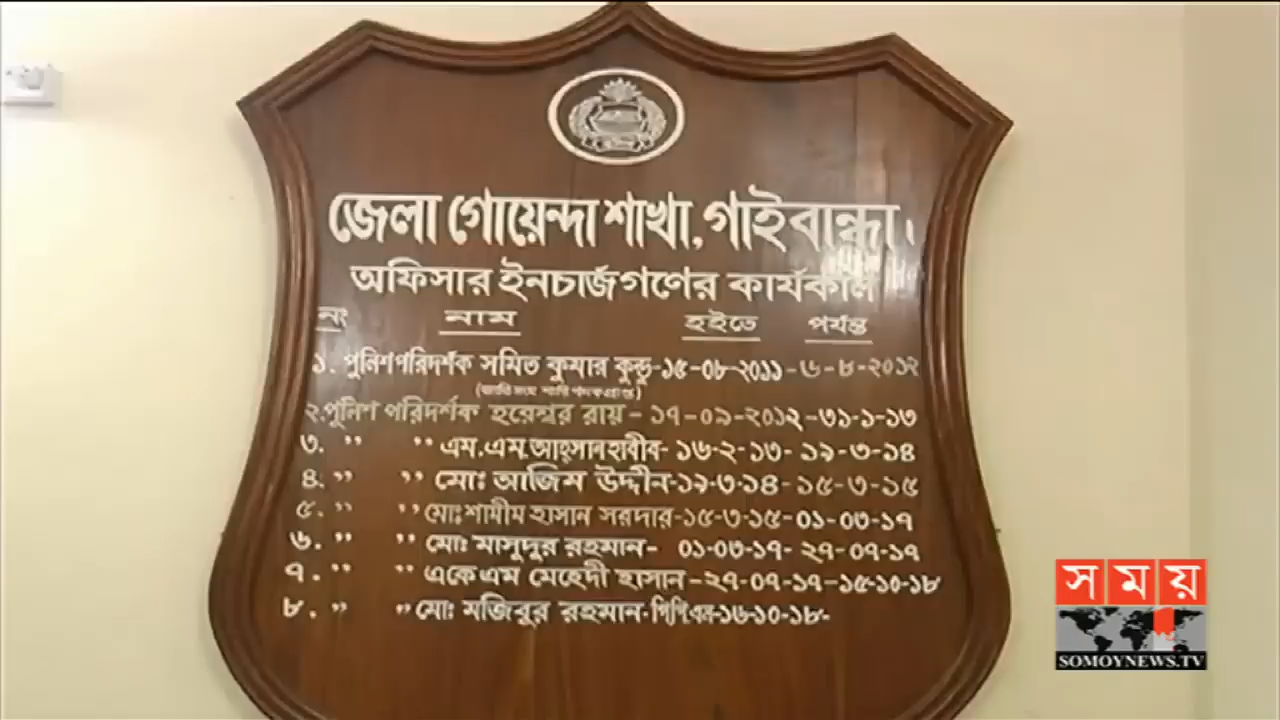 জেলা গোয়েন্দা শাখা, গাইবান্ধা।
অফিসার ইনচার্জগণের কার্যকাল
নং নাম হইতে পর্যন্ত
১. পুলিশ পরিদর্শক সমিত কুমার কুন্ডু-১৫-০৮-২০১১-৬-৮-২০১২
২. পুলিশ পরিদর্শক হরেশ্বর রায়- ১৭-০৯-২০১২-৩১-১-১৩
৩. ” ” এম.এম.আহসান হাবীব- ১৬-২-১৩- ১৯-৩-১৪
৪. ” ” মোঃ আজিম উদ্দীন-১৯-৩-১৪- ১৫-৩-১৫
৫. ” ” মোঃ শামীম হাসান সরদার-১৫-৩-১৫-০১-০৩-১৭
৬. ” ” মোঃ মাসুদুর রহমান- ০১-০৩-১৭- ২৭-০৭-১৭
৭. ” ” একে এম মেহেদী হাসান-২৭-০৭-১৭-১৫-১০-১৮
৮. ” ” মোঃ মজিবুর রহমান-পিপিএম-১৬-১০-১৮-
সময়
SOMOYNEWS.TV